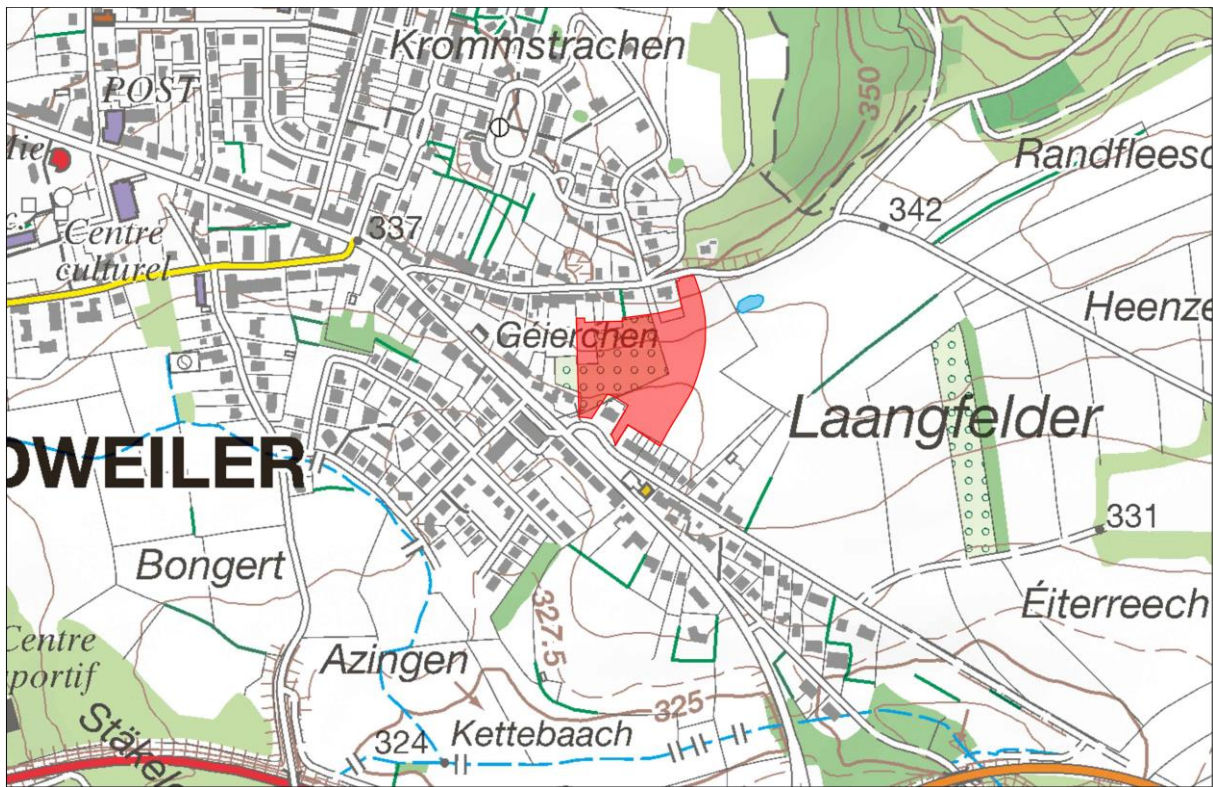 Krommstrachen
POST
350
Mie
Randfleesc
342
337
c.
Centre
culturel
Heenze
Géierchen
Laangfelder
OWEILER
331
Bongert
327.5
Éiterreech
Centre
portif
Azingen
325
Stäkel
324
Kettebaach